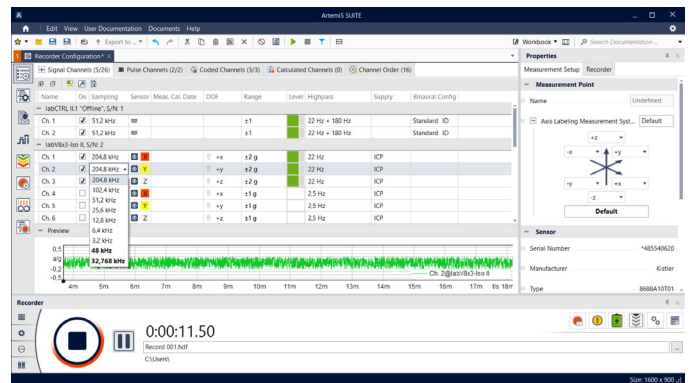 ArtemiS SUITE
Edit View User Documentation Documents Help
Export to ...
Workbook
Search Documentation...
1 Recorder Configuration*
Properties
Signal Channels (5/26) Pulse Channels (2/2) Coded Channels (3/3) Calculated Channels (0) Channel Order (16)
Measurement Setup Recorder
Measurement Point
Name On Sampling Sensor Meas. Cal. Date DOF Range Level Highpass Supply Binaural Config
Name Undefined
labCTRL II.1 "Offline", S/N: 1
Ch. 1 51,2 kHz ±1 22 Hz + 180 Hz Standard ID
Axis Labeling Measurement Syst... Default
Ch. 2 51,2 kHz ±1 22 Hz + 180 Hz Standard ID
labV8x3-Iso II, S/N: 2
Ch. 1 204,8 kHz X +x ±2 g 22 Hz ICP
Ch. 2 204,8 kHz Y +y ±2 g 22 Hz ICP
Ch. 3 204,8 kHz Z +z ±2 g 22 Hz ICP
Ch. 4 102,4 kHz X +x ±1 g 2,5 Hz ICP
51,2 kHz
Ch. 5 25,6 kHz Y +y ±1 g 2,5 Hz ICP
Ch. 6 12,8 kHz Z +z ±1 g 2,5 Hz ICP
6,4 kHz
3,2 kHz
48 kHz
32,768 kHz
+z
-x +y
-y +x
-z
Default
Preview
0,5
a/g
-0,2
-0,5
Ch. 2@labV8x3-Iso II
4m 5m 6m 7m 8m 9m 10m 11m 12m 13m 14m 15m 16m 17m t/s 18m
Sensor
Serial Number *485540620
Manufacturer Kistler
Type 8688A10T01
Recorder
0:00:11.50
Record 001.hdf
...
C:\Users\
Size: 1600 x 900